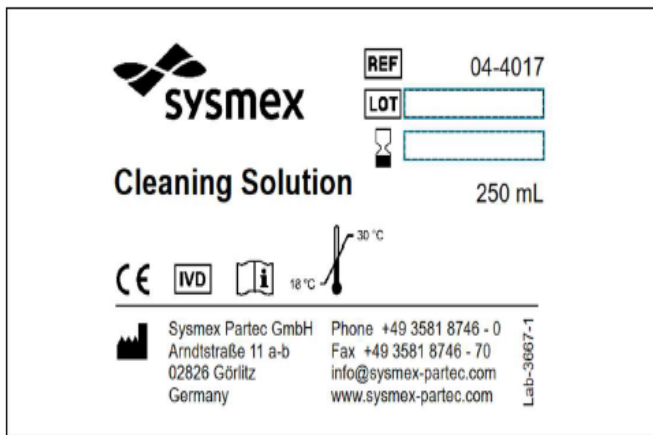 sysmex
REF 04-4017
LOT
Cleaning Solution
250 mL
CE IVD i 18 °C 30 °C
Sysmex Partec GmbH
Arndtstraße 11 a-b
02826 Görlitz
Germany
Phone +49 3581 8746 - 0
Fax +49 3581 8746 - 70
info@sysmex-partec.com
www.sysmex-partec.com
Lab-3667-1